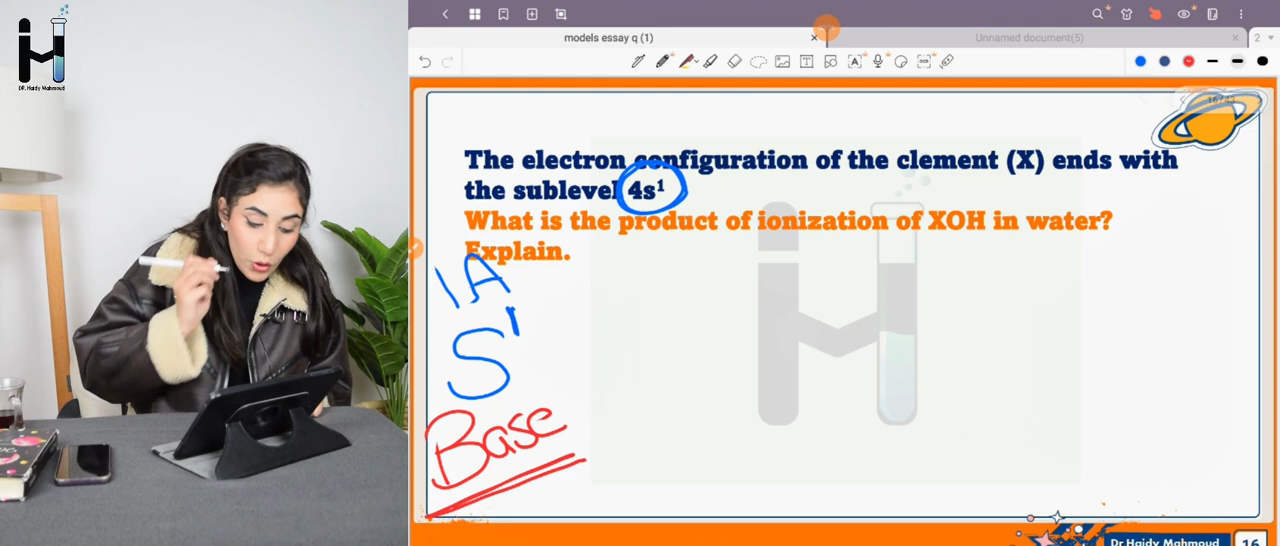 DR. Haidy Mahmoud
models essay q (1)
Unnamed document(5)
2
16/48
The electron configuration of the clement (X) ends with
the sublevel 4s¹
What is the product of ionization of XOH in water?
Explain.
1A
S¹
Base
Dr Haidy Mahmoud
16